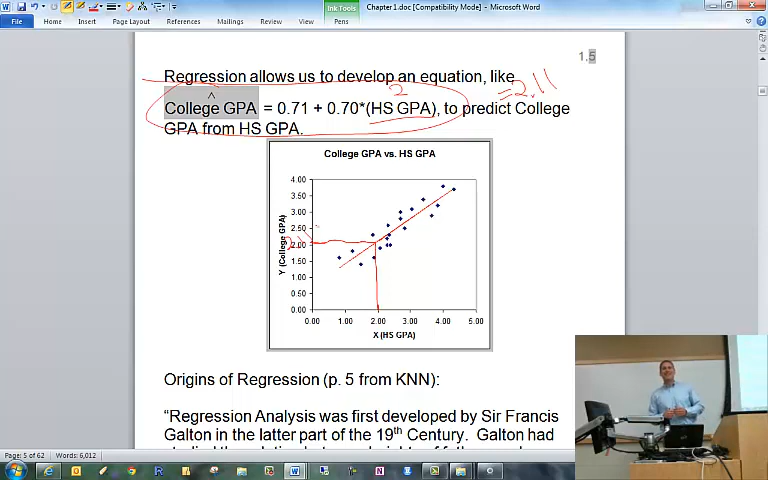 Chapter 1.doc [Compatibility Mode] - Microsoft Word
Ink Tools
File Home Insert Page Layout References Mailings Review View Pens
1.5
Regression allows us to develop an equation, like
^ 2 =2.11
College GPA = 0.71 + 0.70*(HS GPA), to predict College
GPA from HS GPA.
College GPA vs. HS GPA
4.00
3.50
3.00
2.50
2.11
2.00
1.50
1.00
0.50
0.00
Y (College GPA)
0.00 1.00 2.00 3.00 4.00 5.00
X (HS GPA)
Origins of Regression (p. 5 from KNN):
“Regression Analysis was first developed by Sir Francis
Galton in the latter part of the 19th Century. Galton had
Page: 5 of 62 Words: 6,012